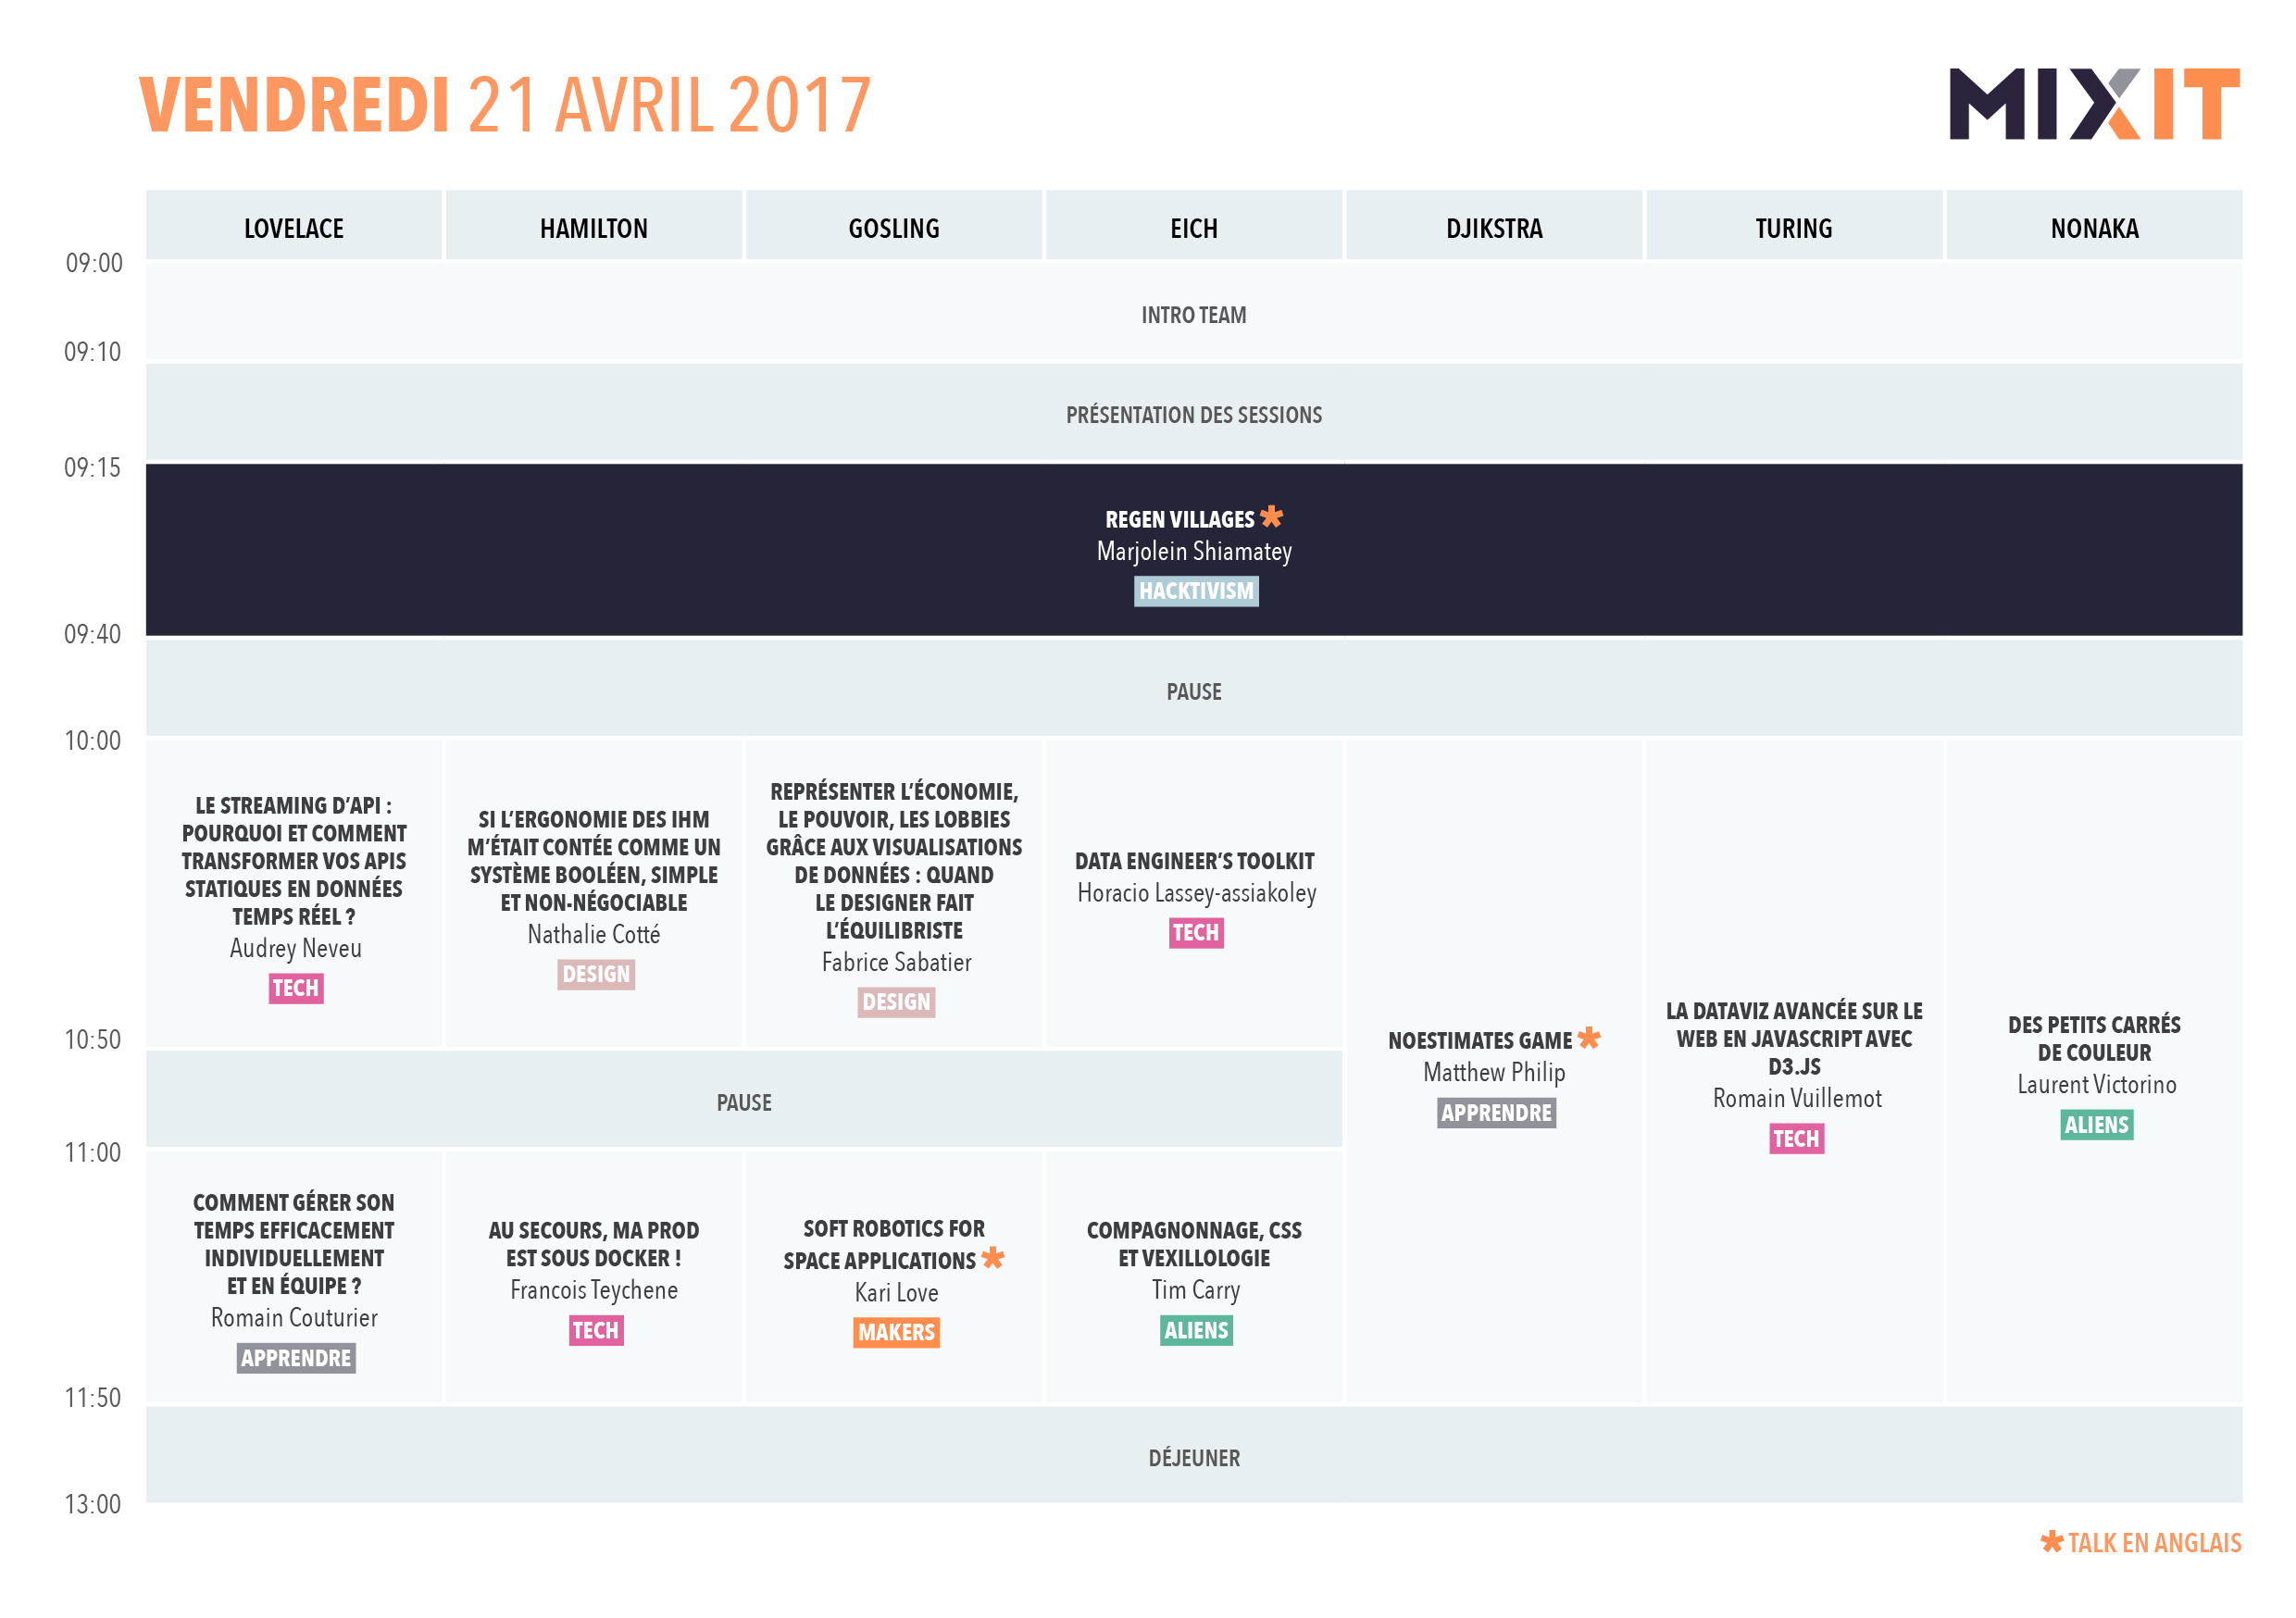 VENDREDI 21 AVRIL 2017
MIXIT
LOVELACE
HAMILTON
GOSLING
EICH
DJIKSTRA
TURING
NONAKA
09:00
INTRO TEAM
09:10
PRÉSENTATION DES SESSIONS
09:15
REGEN VILLAGES *
Marjolein Shiamatey
HACKTIVISM
09:40
PAUSE
10:00
LE STREAMING D’API :
POURQUOI ET COMMENT
TRANSFORMER VOS APIS
STATIQUES EN DONNÉES
TEMPS RÉEL ?
Audrey Neveu
TECH
SI L’ERGONOMIE DES IHM
M’ÉTAIT CONTÉE COMME UN
SYSTÈME BOOLÉEN, SIMPLE
ET NON-NÉGOCIABLE
Nathalie Cotté
DESIGN
REPRÉSENTER L’ÉCONOMIE,
LE POUVOIR, LES LOBBIES
GRÂCE AUX VISUALISATIONS
DE DONNÉES : QUAND
LE DESIGNER FAIT
L’ÉQUILIBRISTE
Fabrice Sabatier
DESIGN
DATA ENGINEER’S TOOLKIT
Horacio Lassey-assiakoley
TECH
NOESTIMATES GAME *
Matthew Philip
APPRENDRE
LA DATAVIZ AVANCÉE SUR LE
WEB EN JAVASCRIPT AVEC
D3.JS
Romain Vuillemot
TECH
DES PETITS CARRÉS
DE COULEUR
Laurent Victorino
ALIENS
10:50
PAUSE
11:00
COMMENT GÉRER SON
TEMPS EFFICACEMENT
INDIVIDUELLEMENT
ET EN ÉQUIPE ?
Romain Couturier
APPRENDRE
AU SECOURS, MA PROD
EST SOUS DOCKER !
Francois Teychene
TECH
SOFT ROBOTICS FOR
SPACE APPLICATIONS *
Kari Love
MAKERS
COMPAGNONNAGE, CSS
ET VEXILLOLOGIE
Tim Carry
ALIENS
11:50
DÉJEUNER
13:00
* TALK EN ANGLAIS